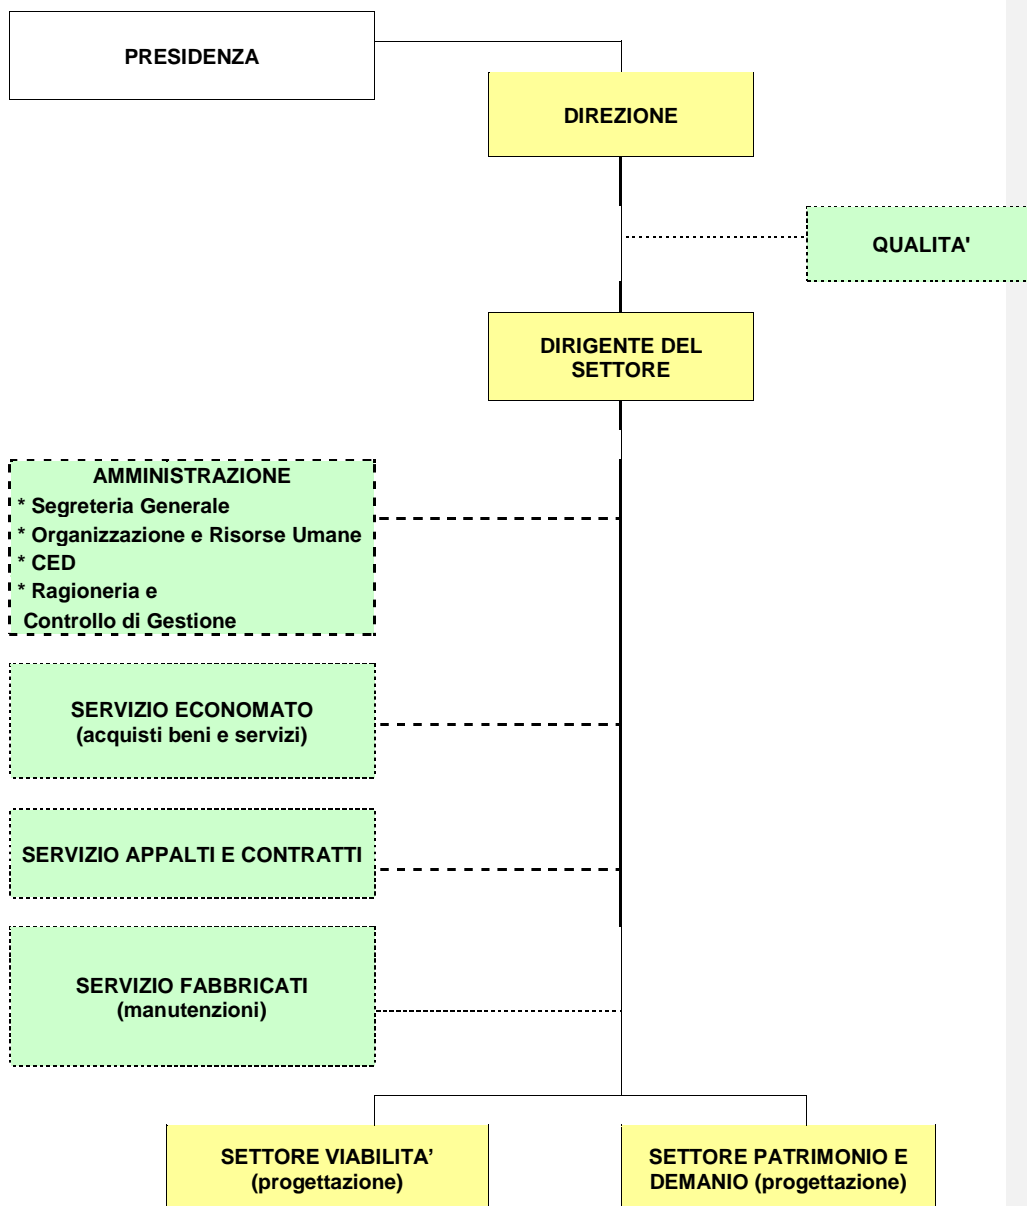 PRESIDENZA
DIREZIONE
QUALITA'
DIRIGENTE DEL
SETTORE
AMMINISTRAZIONE
* Segreteria Generale
* Organizzazione e Risorse Umane
* CED
* Ragioneria e
Controllo di Gestione
SERVIZIO ECONOMATO
(acquisti beni e servizi)
SERVIZIO APPALTI E CONTRATTI
SERVIZIO FABBRICATI
(manutenzioni)
SETTORE VIABILITA’
(progettazione)
SETTORE PATRIMONIO E
DEMANIO (progettazione)